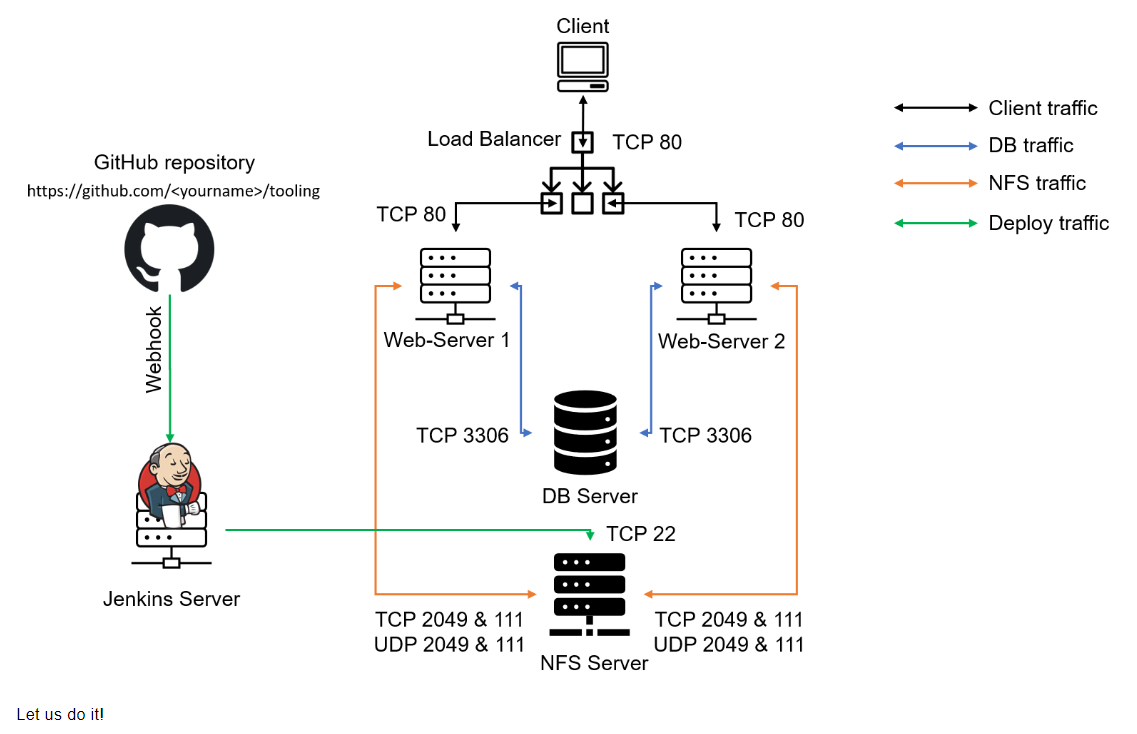 Client
Load Balancer
TCP 80
Client traffic
DB traffic
NFS traffic
Deploy traffic
GitHub repository
https://github.com/<yourname>/tooling
TCP 80
TCP 80
Webhook
Web-Server 1
Web-Server 2
TCP 3306
TCP 3306
DB Server
TCP 22
Jenkins Server
TCP 2049 & 111
UDP 2049 & 111
TCP 2049 & 111
UDP 2049 & 111
NFS Server
Let us do it!